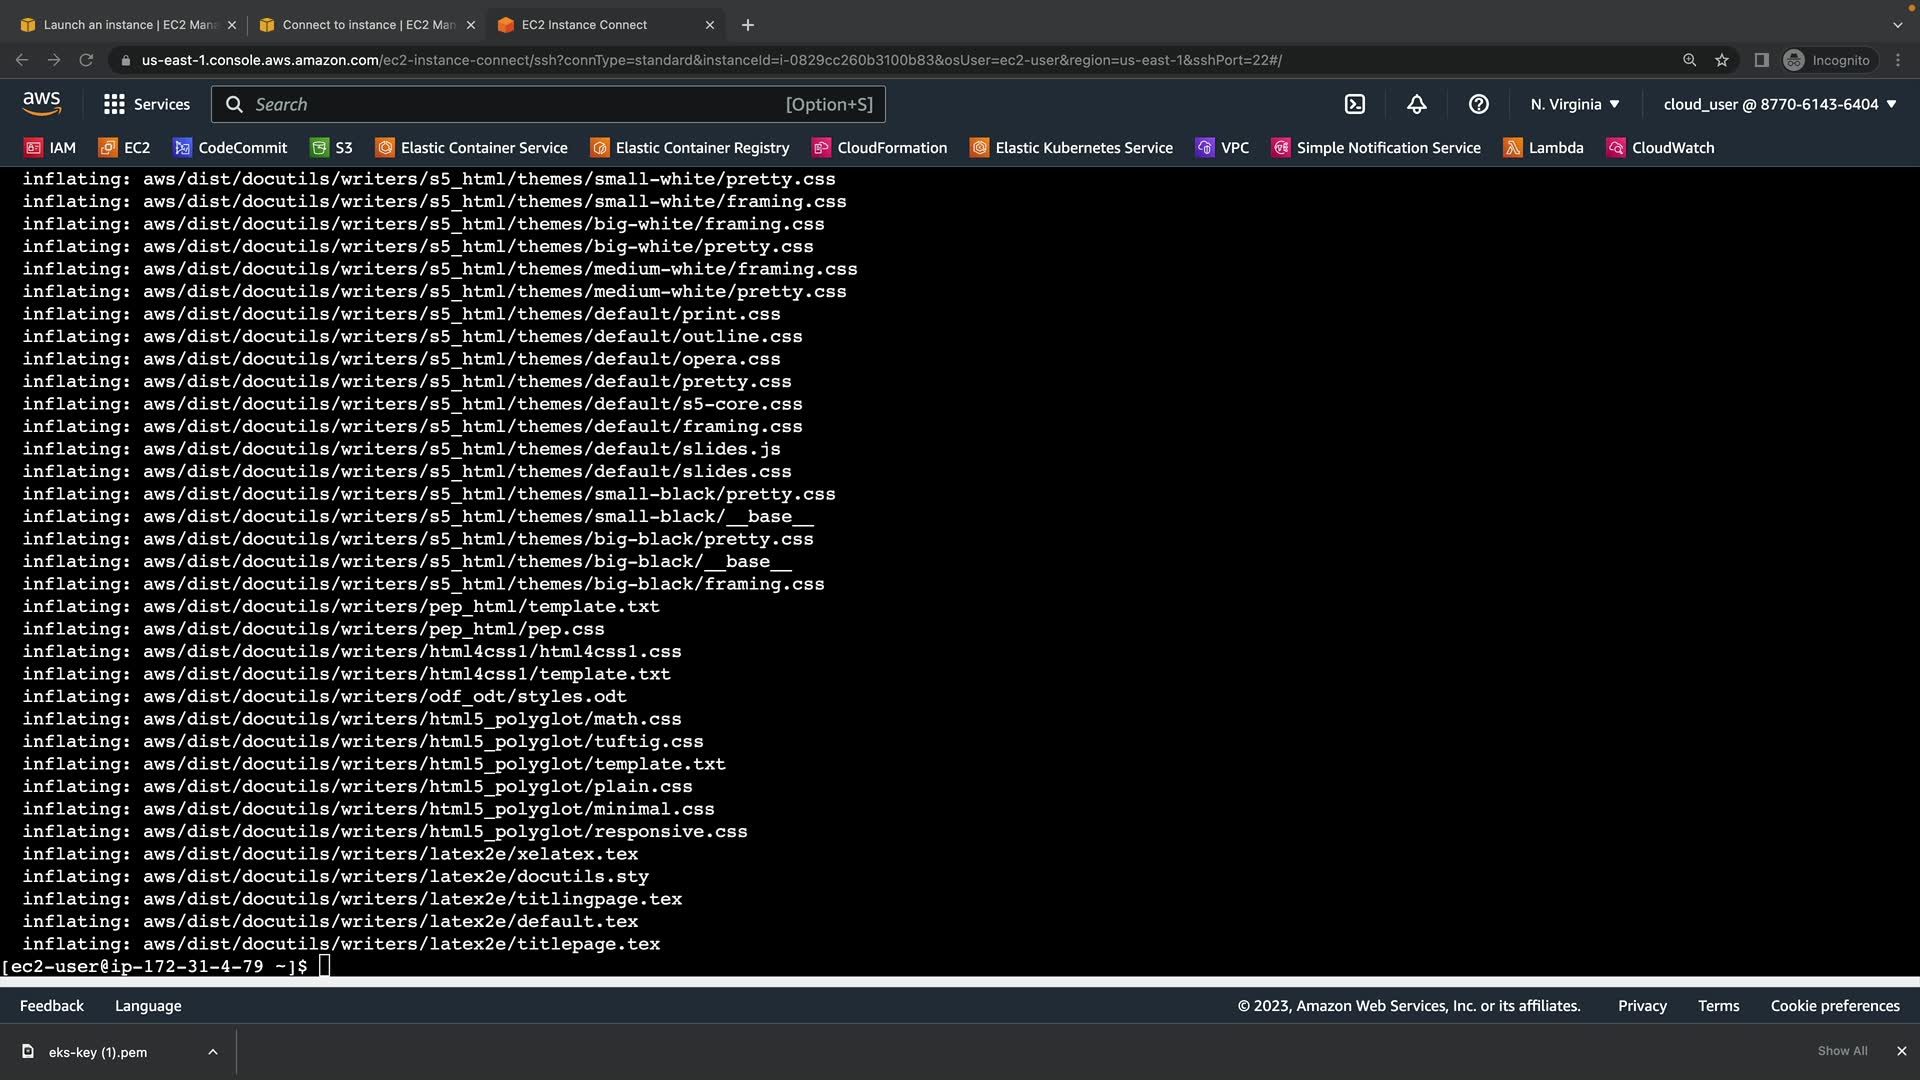 Launch an instance | EC2 Mana
Connect to instance | EC2 Man
EC2 Instance Connect
us-east-1.console.aws.amazon.com/ec2-instance-connect/ssh?connType=standard&instanceId=i-0829cc260b3100b83&osUser=ec2-user&region=us-east-1&sshPort=22#/
Incognito
aws
Services
Search
[Option+S]
N. Virginia
cloud_user @ 8770-6143-6404
IAM
EC2
CodeCommit
S3
Elastic Container Service
Elastic Container Registry
CloudFormation
Elastic Kubernetes Service
VPC
Simple Notification Service
Lambda
CloudWatch
inflating: aws/dist/docutils/writers/s5_html/themes/small-white/pretty.css
inflating: aws/dist/docutils/writers/s5_html/themes/small-white/framing.css
inflating: aws/dist/docutils/writers/s5_html/themes/big-white/framing.css
inflating: aws/dist/docutils/writers/s5_html/themes/big-white/pretty.css
inflating: aws/dist/docutils/writers/s5_html/themes/medium-white/framing.css
inflating: aws/dist/docutils/writers/s5_html/themes/medium-white/pretty.css
inflating: aws/dist/docutils/writers/s5_html/themes/default/print.css
inflating: aws/dist/docutils/writers/s5_html/themes/default/outline.css
inflating: aws/dist/docutils/writers/s5_html/themes/default/opera.css
inflating: aws/dist/docutils/writers/s5_html/themes/default/pretty.css
inflating: aws/dist/docutils/writers/s5_html/themes/default/s5-core.css
inflating: aws/dist/docutils/writers/s5_html/themes/default/framing.css
inflating: aws/dist/docutils/writers/s5_html/themes/default/slides.js
inflating: aws/dist/docutils/writers/s5_html/themes/default/slides.css
inflating: aws/dist/docutils/writers/s5_html/themes/small-black/pretty.css
inflating: aws/dist/docutils/writers/s5_html/themes/small-black/__base__
inflating: aws/dist/docutils/writers/s5_html/themes/big-black/pretty.css
inflating: aws/dist/docutils/writers/s5_html/themes/big-black/__base__
inflating: aws/dist/docutils/writers/s5_html/themes/big-black/framing.css
inflating: aws/dist/docutils/writers/pep_html/template.txt
inflating: aws/dist/docutils/writers/pep_html/pep.css
inflating: aws/dist/docutils/writers/html4css1/html4css1.css
inflating: aws/dist/docutils/writers/html4css1/template.txt
inflating: aws/dist/docutils/writers/odf_odt/styles.odt
inflating: aws/dist/docutils/writers/html5_polyglot/math.css
inflating: aws/dist/docutils/writers/html5_polyglot/tuftig.css
inflating: aws/dist/docutils/writers/html5_polyglot/template.txt
inflating: aws/dist/docutils/writers/html5_polyglot/plain.css
inflating: aws/dist/docutils/writers/html5_polyglot/minimal.css
inflating: aws/dist/docutils/writers/html5_polyglot/responsive.css
inflating: aws/dist/docutils/writers/latex2e/xelatex.tex
inflating: aws/dist/docutils/writers/latex2e/docutils.sty
inflating: aws/dist/docutils/writers/latex2e/titlingpage.tex
inflating: aws/dist/docutils/writers/latex2e/default.tex
inflating: aws/dist/docutils/writers/latex2e/titlepage.tex
[ec2-user@ip-172-31-4-79 ~]$
Feedback
Language
© 2023, Amazon Web Services, Inc. or its affiliates.
Privacy
Terms
Cookie preferences
eks-key (1).pem
Show All